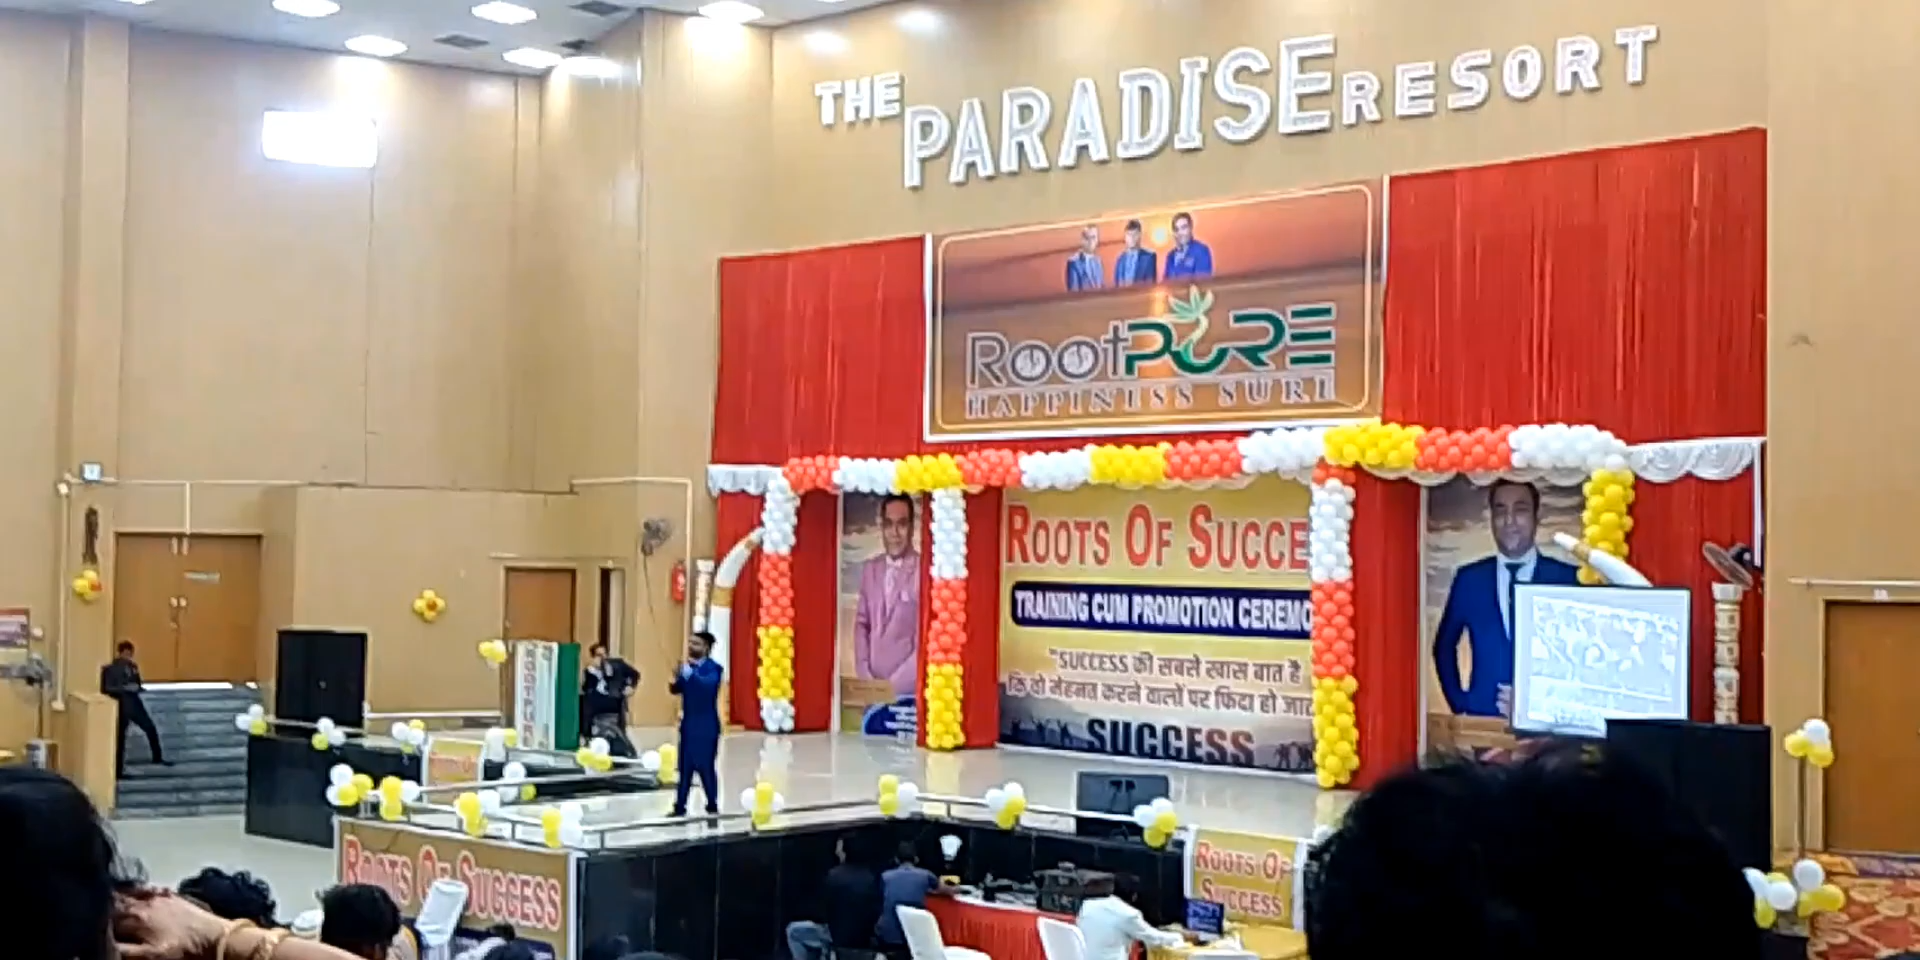 THE PARADISE RESORT
RootPURE
HAPPINESS SURE
ROOTS OF SUCCE
TRAINING CUM PROMOTION CEREMO
"SUCCESS की सबसे खास बात है
कि वो मेहनत करने वालों पर फिदा हो जात
SUCCESS
ROOTPURE
ROOTS OF SUCCESS
ROOTS OF
SUCCESS